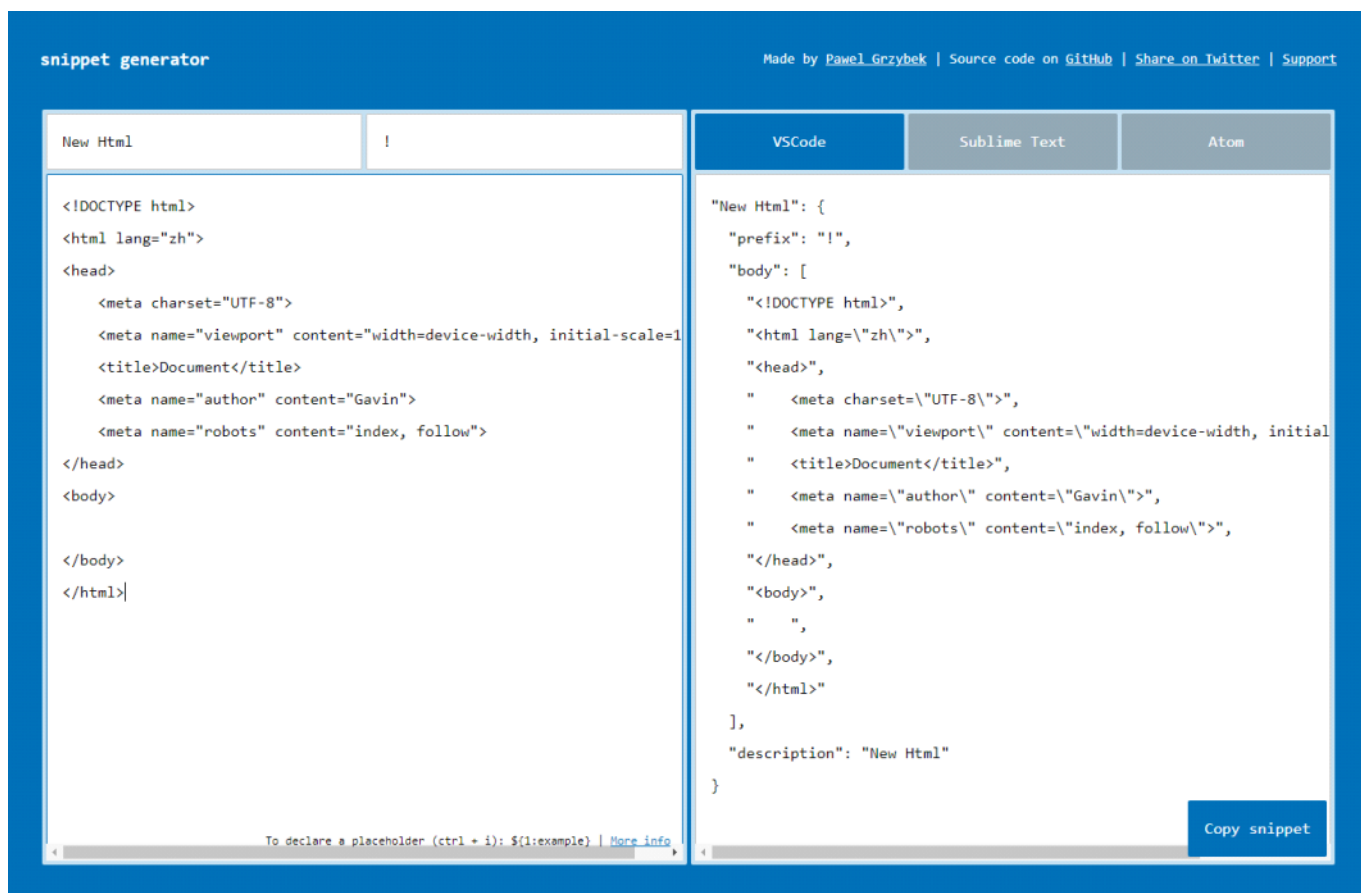 snippet generator
Made by Pawel Grzybek | Source code on GitHub | Share on Twitter | Support
New Html
!
<!DOCTYPE html>
<html lang="zh">
<head>
    <meta charset="UTF-8">
    <meta name="viewport" content="width=device-width, initial-scale=1
    <title>Document</title>
    <meta name="author" content="Gavin">
    <meta name="robots" content="index, follow">
</head>
<body>

</body>
</html>
To declare a placeholder (ctrl + i): ${1:example} | More info
VSCode
Sublime Text
Atom
"New Html": {
  "prefix": "!",
  "body": [
    "<!DOCTYPE html>",
    "<html lang=\"zh\">",
    "<head>",
    "    <meta charset=\"UTF-8\">",
    "    <meta name=\"viewport\" content=\"width=device-width, initial
    "    <title>Document</title>",
    "    <meta name=\"author\" content=\"Gavin\">",
    "    <meta name=\"robots\" content=\"index, follow\">",
    "</head>",
    "<body>",
    "    ",
    "</body>",
    "</html>"
  ],
  "description": "New Html"
}
Copy snippet